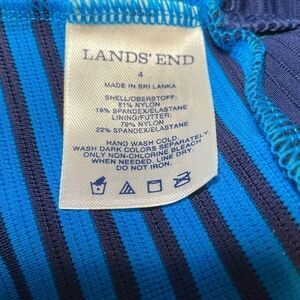 LANDS' END
4
MADE IN SRI LANKA
SHELL/OBERSTOFF:
81% NYLON
19% SPANDEX/ELASTANE
LINING/FUTTER:
78% NYLON
22% SPANDEX/ELASTANE
HAND WASH COLD.
WASH DARK COLORS SEPARATELY
ONLY NON-CHLORINE BLEACH
WHEN NEEDED. LINE DRY.
DO NOT IRON.